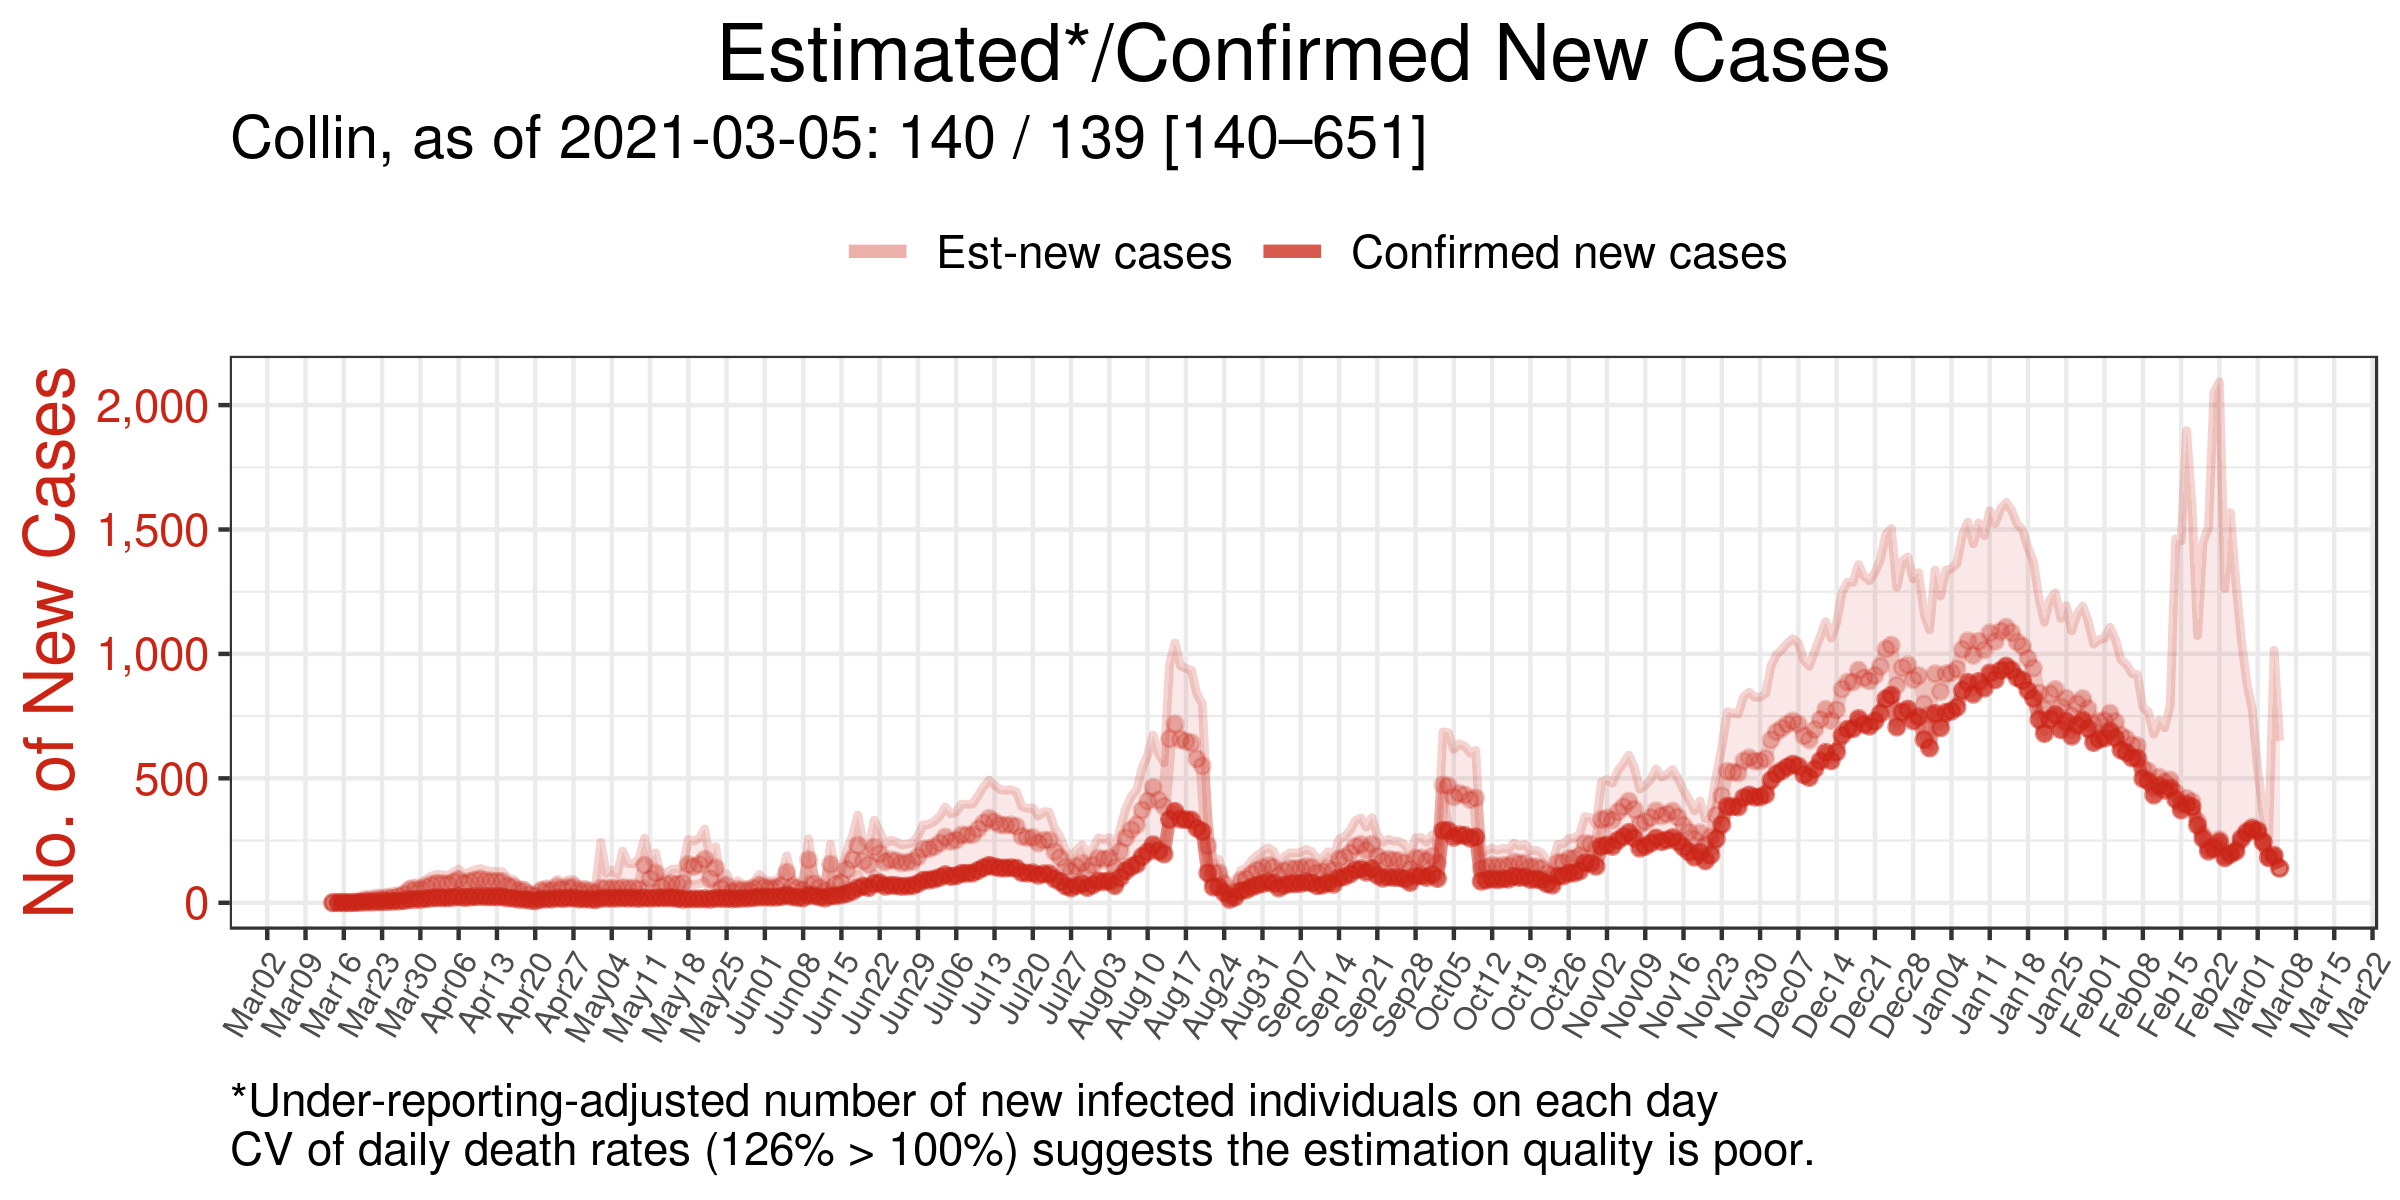 Estimated*/Confirmed New Cases
Collin, as of 2021-03-05: 140 / 139 [140–651]
Est-new cases Confirmed new cases
No. of New Cases
2,000
1,500
1,000
500
0
Mar02 Mar09 Mar16 Mar23 Mar30 Apr06 Apr13 Apr20 Apr27 May04 May11 May18 May25 Jun01 Jun08 Jun15 Jun22 Jun29 Jul06 Jul13 Jul20 Jul27 Aug03 Aug10 Aug17 Aug24 Aug31 Sep07 Sep14 Sep21 Sep28 Oct05 Oct12 Oct19 Oct26 Nov02 Nov09 Nov16 Nov23 Nov30 Dec07 Dec14 Dec21 Dec28 Jan04 Jan11 Jan18 Jan25 Feb01 Feb08 Feb15 Feb22 Mar01 Mar08 Mar15 Mar22
*Under-reporting-adjusted number of new infected individuals on each day
CV of daily death rates (126% > 100%) suggests the estimation quality is poor.